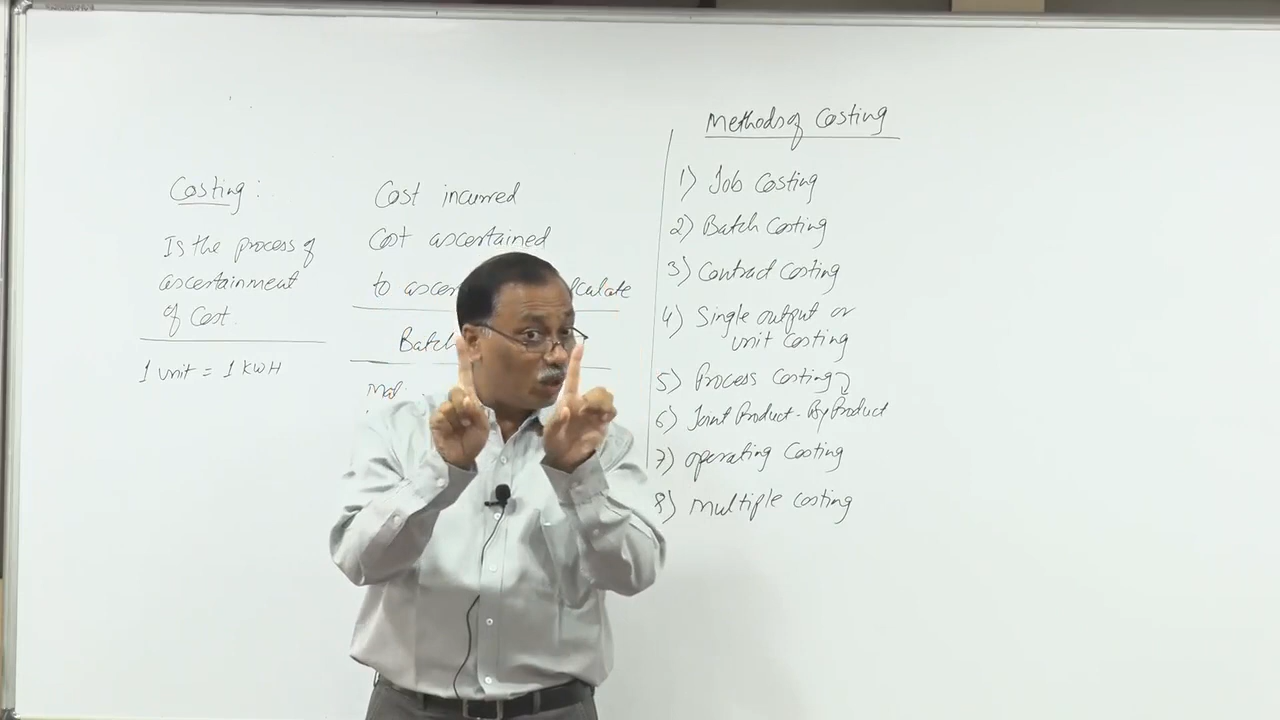 Costing :
Is the process of
ascertainment
of Cost.
1 unit = 1 KWH
Cost incurred
Cost ascertained
to
Batch
Methods of Costing
1) Job Costing
2) Batch Costing
3) Contract Costing
4) Single output or
unit Costing
5) Process Costing
6) Joint Product - By Product
7) operating Costing
8) multiple Costing